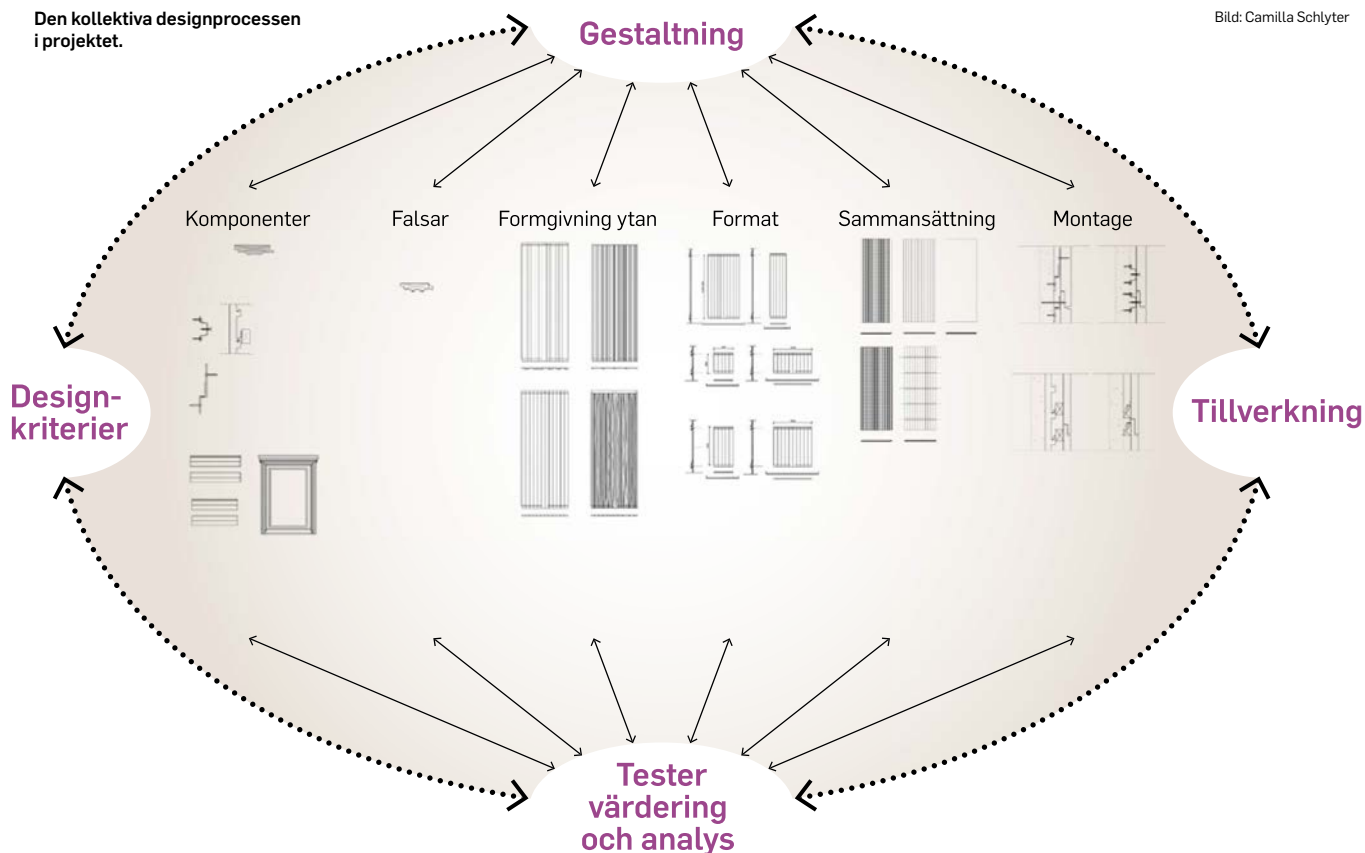 Den kollektiva designprocessen
i projektet.
Bild: Camilla Schlyter
Gestaltning
Komponenter
Falsar
Formgivning ytan
Format
Sammansättning
Montage
Design-
kriterier
Tillverkning
Tester
värdering
och analys